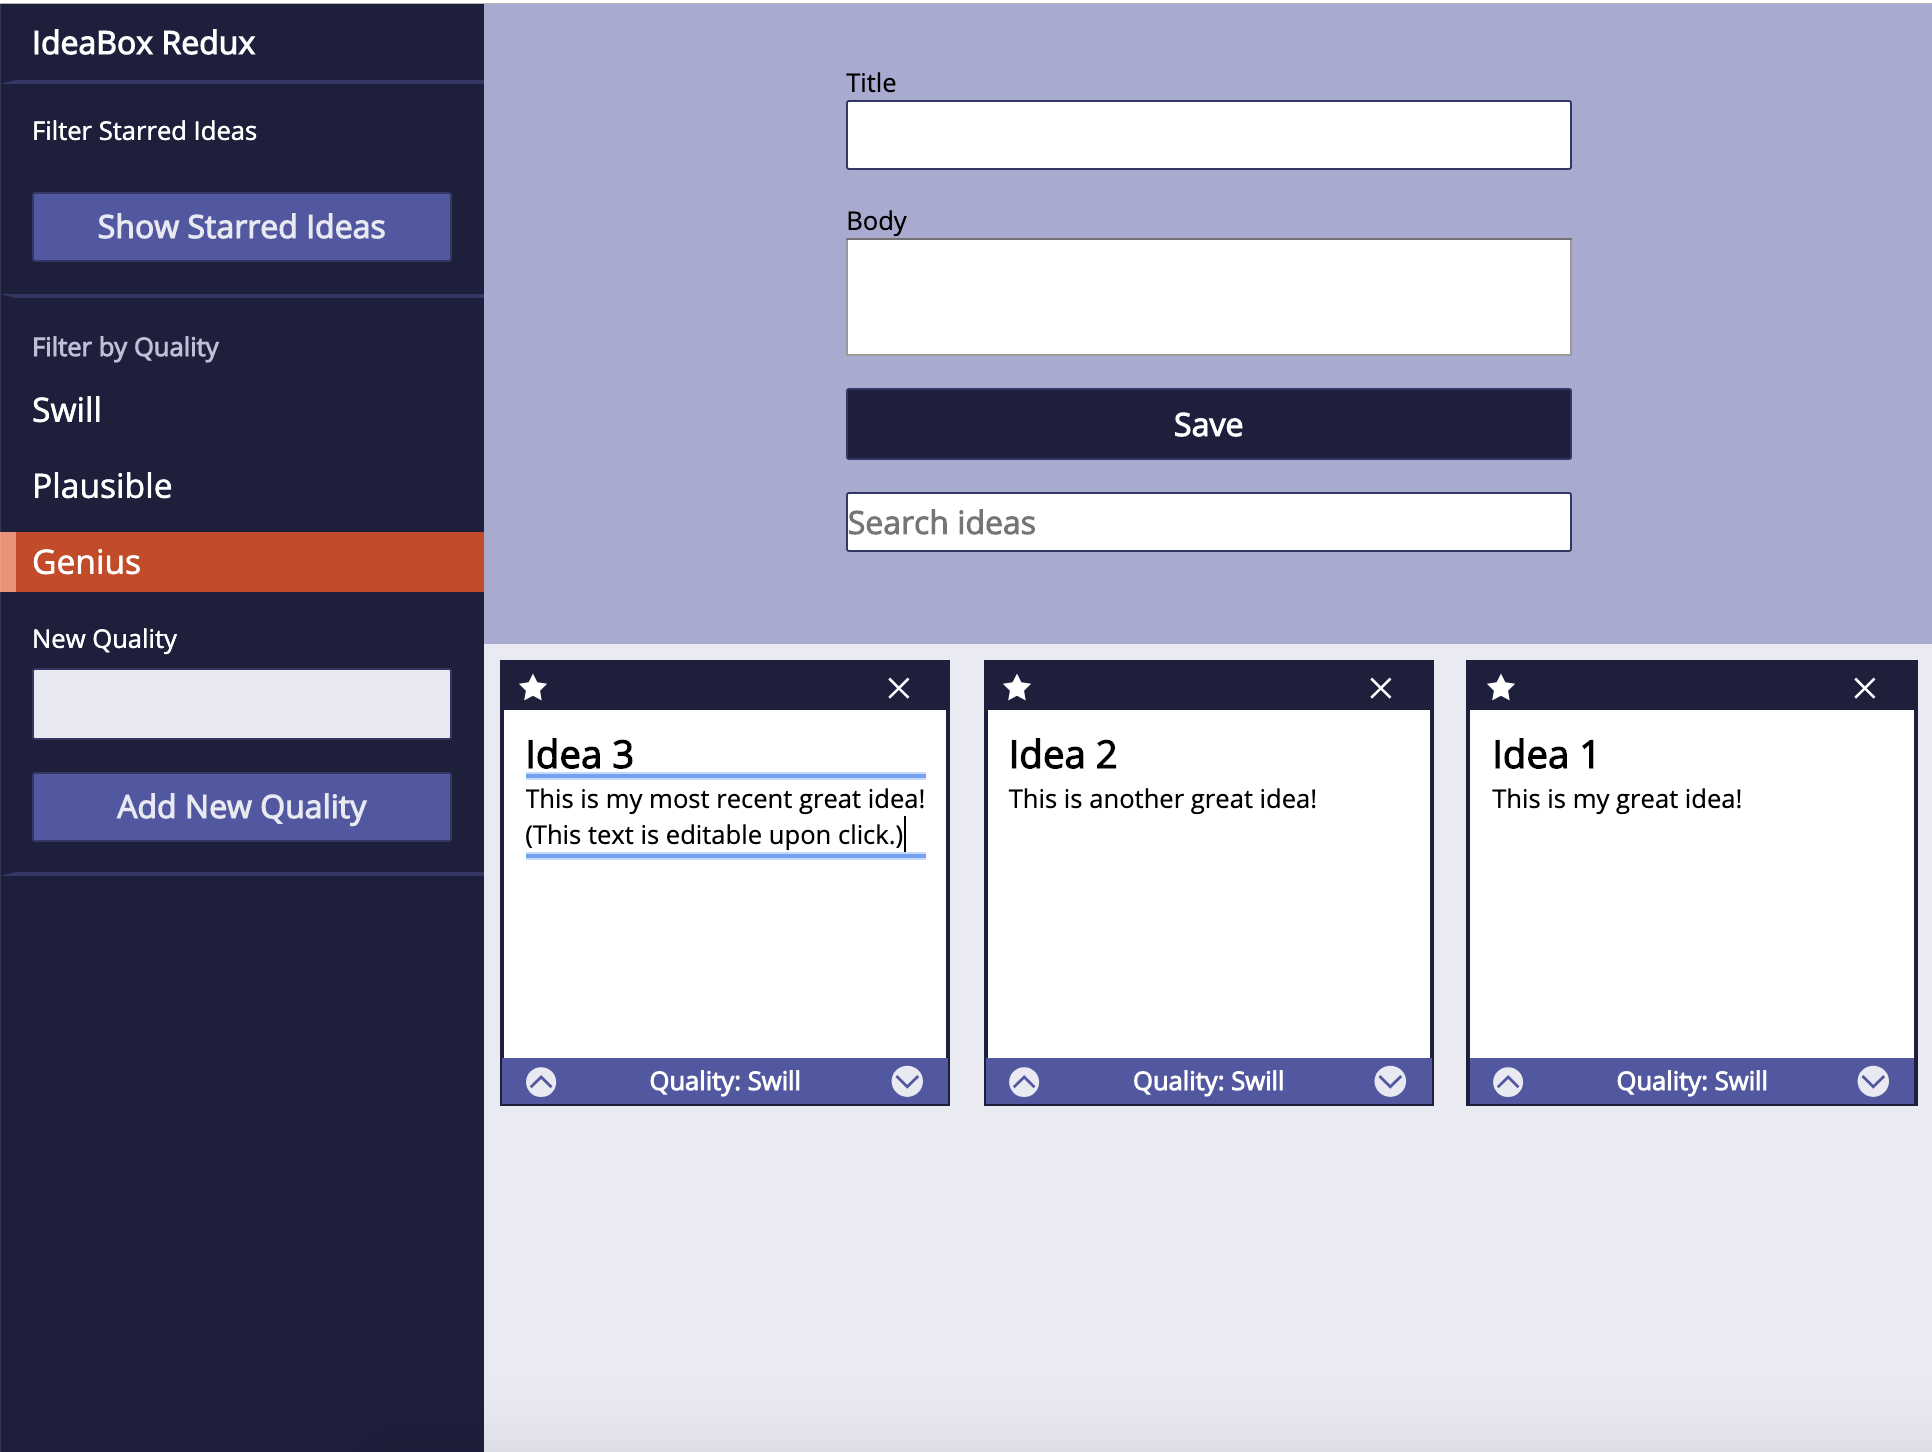 IdeaBox Redux
Filter Starred Ideas
Show Starred Ideas
Filter by Quality
Swill
Plausible
Genius
New Quality
Add New Quality
Title
Body
Save
Search ideas
Idea 3
This is my most recent great idea!
(This text is editable upon click.)
Quality: Swill
Idea 2
This is another great idea!
Quality: Swill
Idea 1
This is my great idea!
Quality: Swill